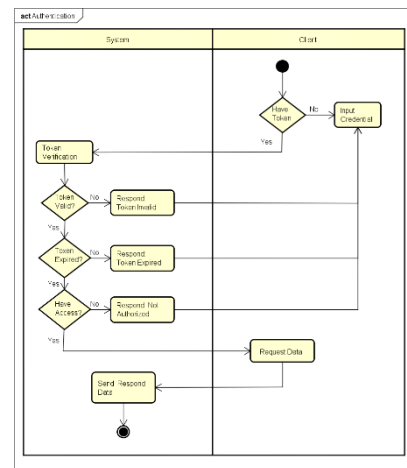 act Authentication
System
Client
Have
Token
No
Input
Credential
Yes
Token
Verification
Token
Valid?
No
Respond
Token Invalid
Yes
Token
Expired?
No
Respond
Token Expired
Yes
Have
Access?
No
Respond Not
Authorized
Yes
Request Data
Send Respond
Data